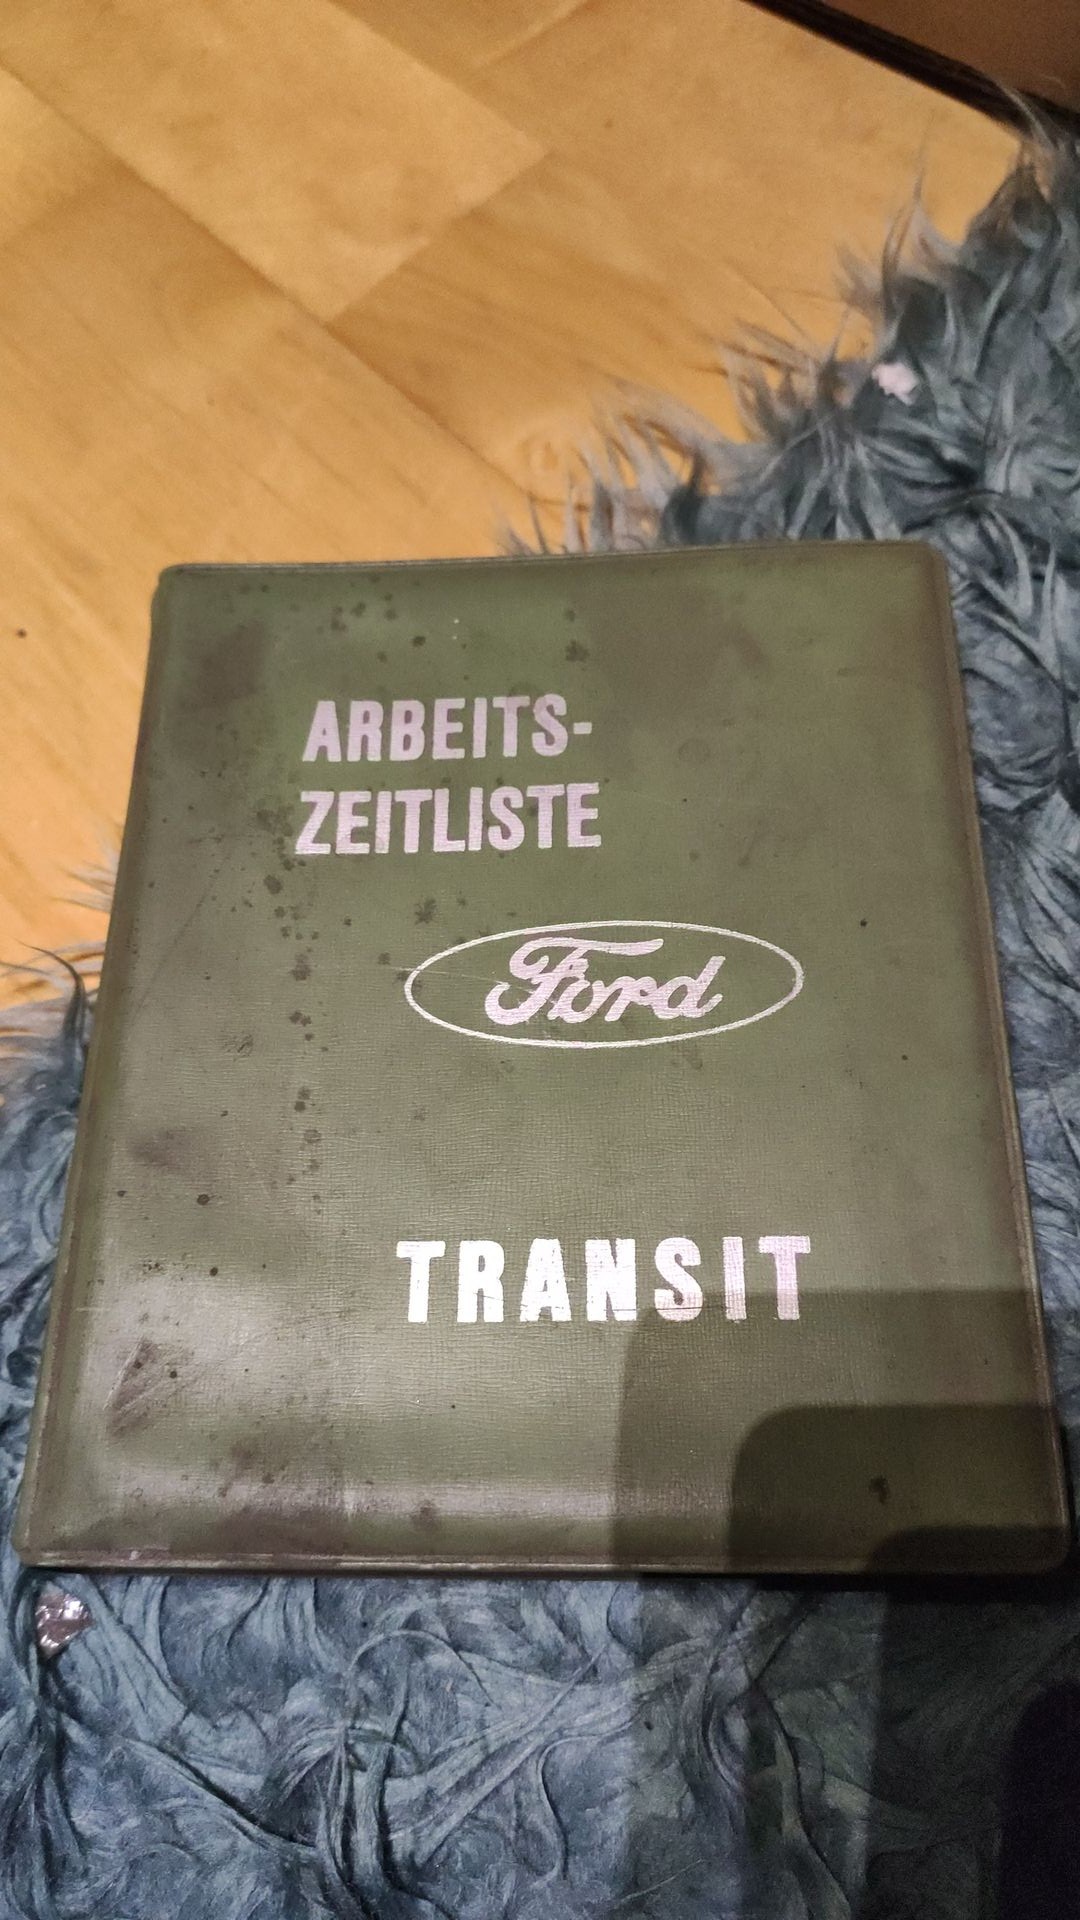 ARBEITS-
ZEITLISTE
Ford
TRANSIT